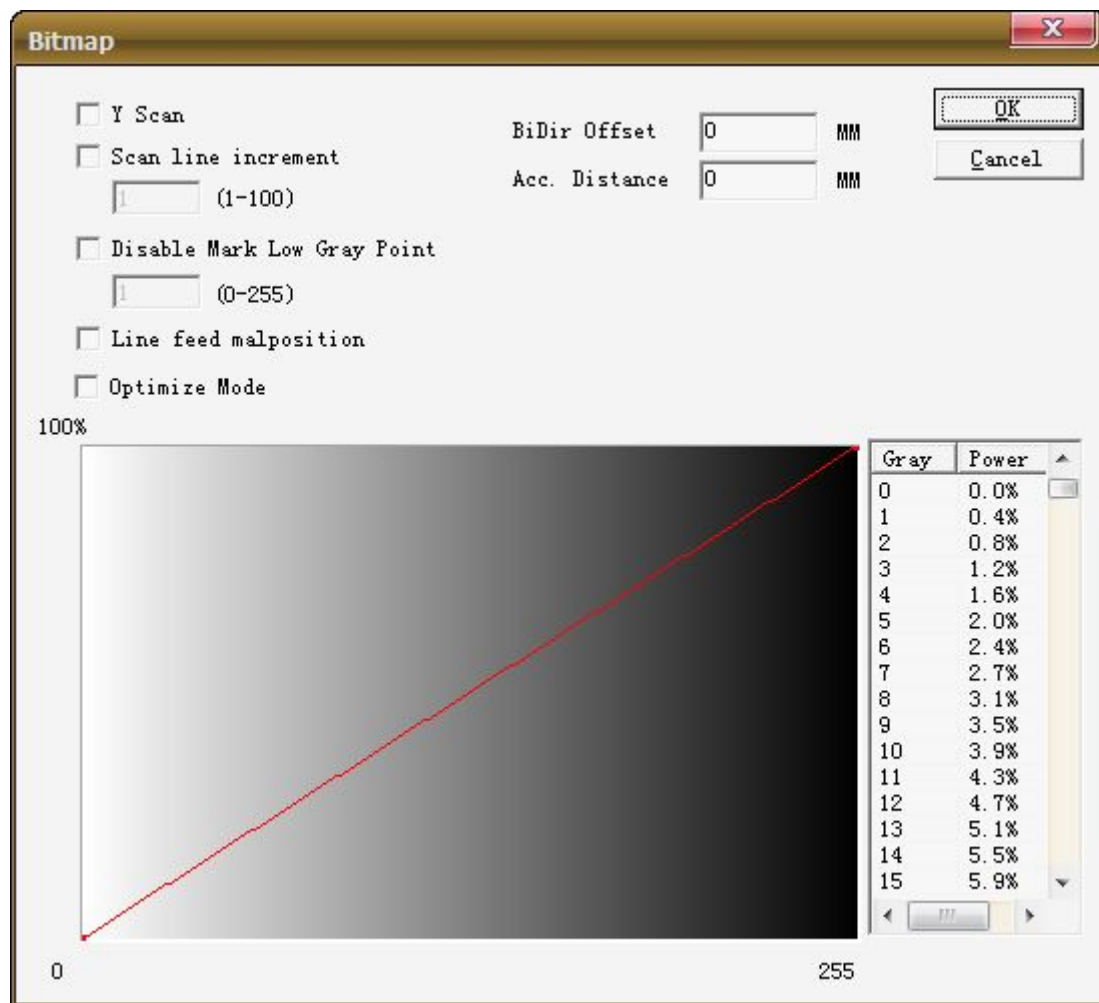 Bitmap
Y Scan
Scan line increment
1 (1-100)
Disable Mark Low Gray Point
1 (0-255)
Line feed malposition
Optimize Mode
BiDir Offset 0 MM
Acc. Distance 0 MM
OK
Cancel
100%
0 255
Gray Power
0 0.0%
1 0.4%
2 0.8%
3 1.2%
4 1.6%
5 2.0%
6 2.4%
7 2.7%
8 3.1%
9 3.5%
10 3.9%
11 4.3%
12 4.7%
13 5.1%
14 5.5%
15 5.9%